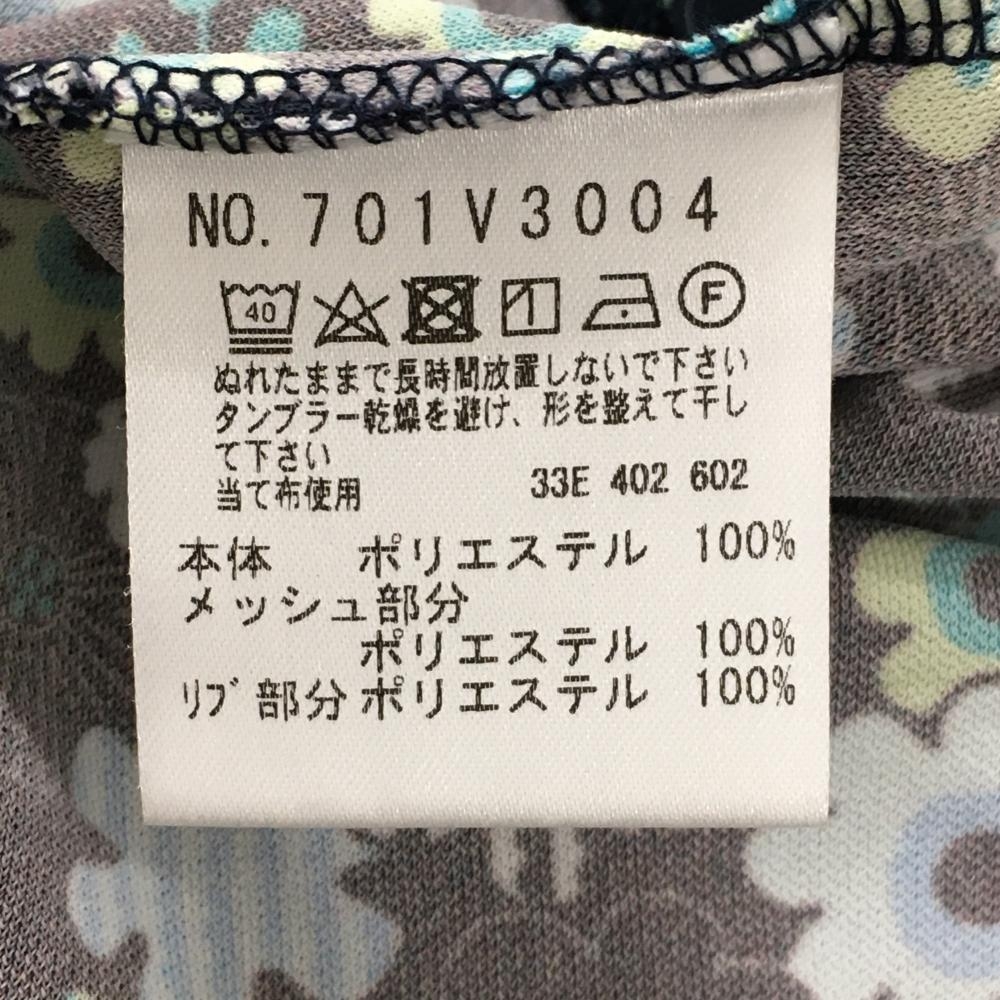 NO. 701V3004
40 F
ぬれたままで長時間放置しないで下さい
タンブラー乾燥を避け、形を整えて干し
て下さい
当て布使用 33E 402 602
本体 ポリエステル 100%
メッシュ部分
ポリエステル 100%
リブ部分 ポリエステル 100%